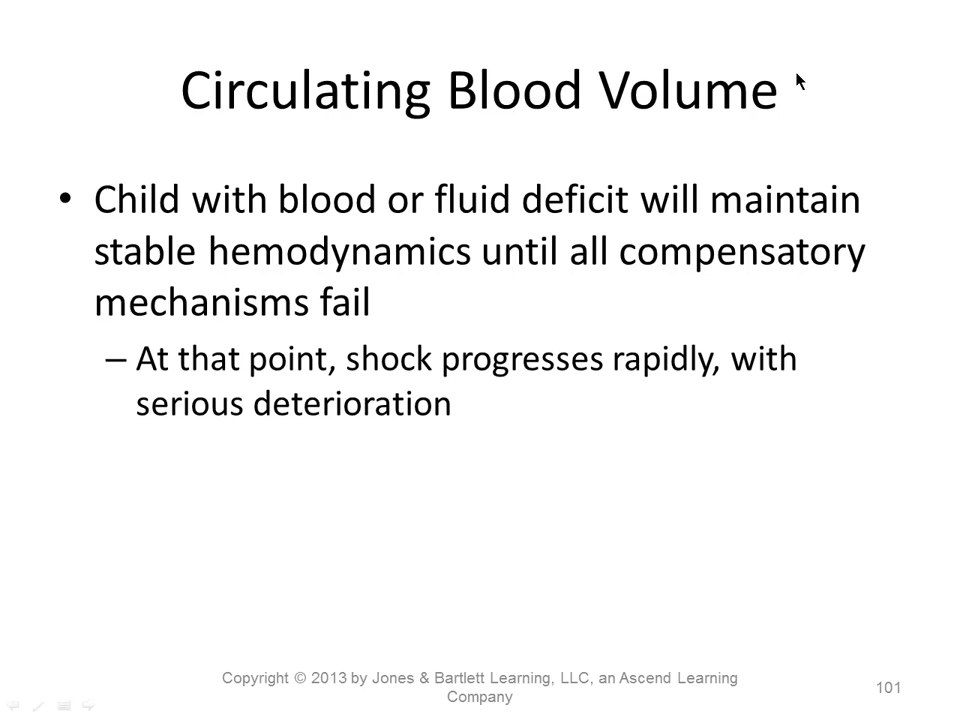 Circulating Blood Volume
• Child with blood or fluid deficit will maintain
stable hemodynamics until all compensatory
mechanisms fail
– At that point, shock progresses rapidly, with
serious deterioration
Copyright © 2013 by Jones & Bartlett Learning, LLC, an Ascend Learning
Company
101